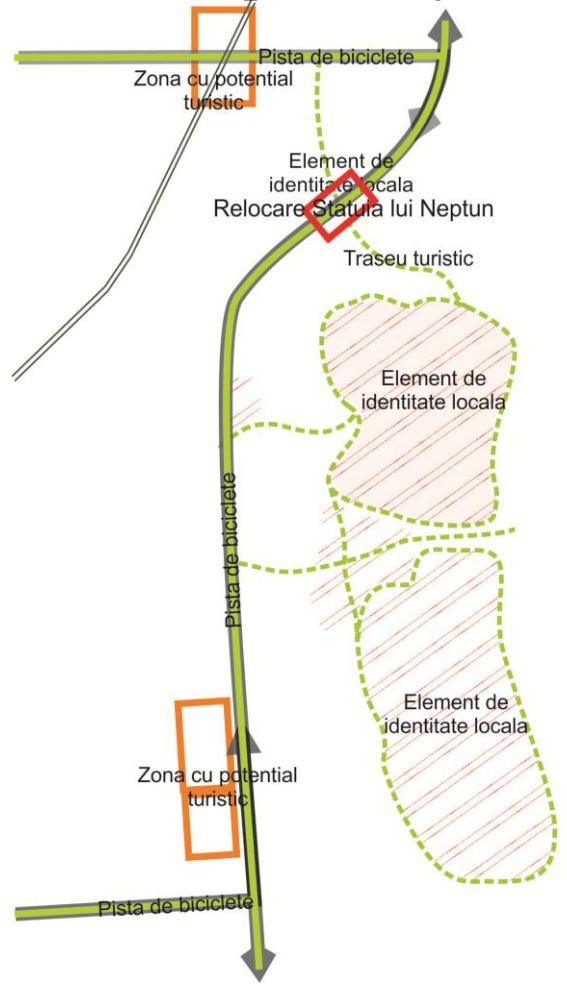 Pista de biciclete
Zona cu potential
turistic
Element de
identitate locala
Relocare Statuia lui Neptun
Traseu turistic
Element de
identitate locala
Pista de biciclete
Element de
identitate locala
Zona cu potential
turistic
Pista de biciclete